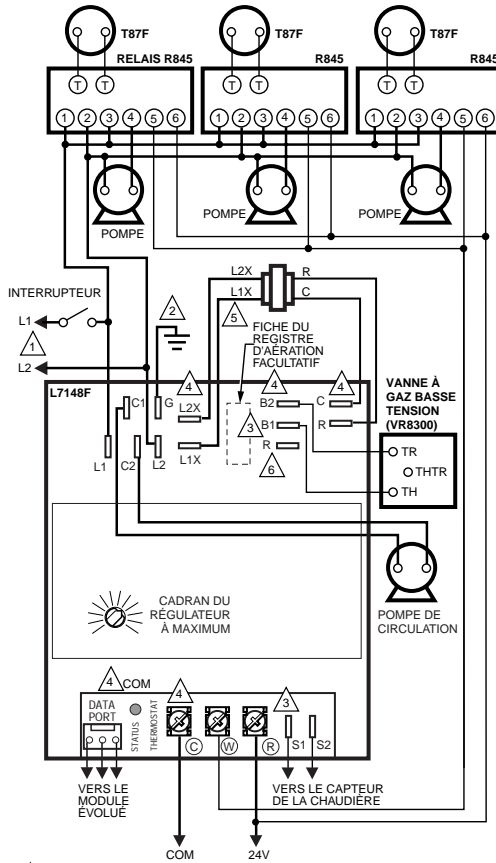 T87F T87F T87F
RELAIS R845 R845 R845
T T T T T T
1 2 3 4 5 6 1 2 3 4 5 6 1 2 3 4 5 6
POMPE POMPE POMPE
L2X R
L1X C
INTERRUPTEUR
L1
L2
1
2
5
FICHE DU
REGISTRE
D'AÉRATION
FACULTATIF
L7148F
C1 G
4
L2X
4
B2
4
C
VANNE À
GAZ BASSE
TENSION
(VR8300)
L1 C2 L2 L1X
3
B1
R
R
6
TR
THTR
TH
CADRAN DU
RÉGULATEUR
À MAXIMUM
POMPE DE
CIRCULATION
4 COM
DATA
PORT
STATUS
THERMOSTAT
4
C W R
3
S1 S2
VERS LE
MODULE
ÉVOLUÉ
VERS LE CAPTEUR
DE LA CHAUDIÈRE
COM 24V